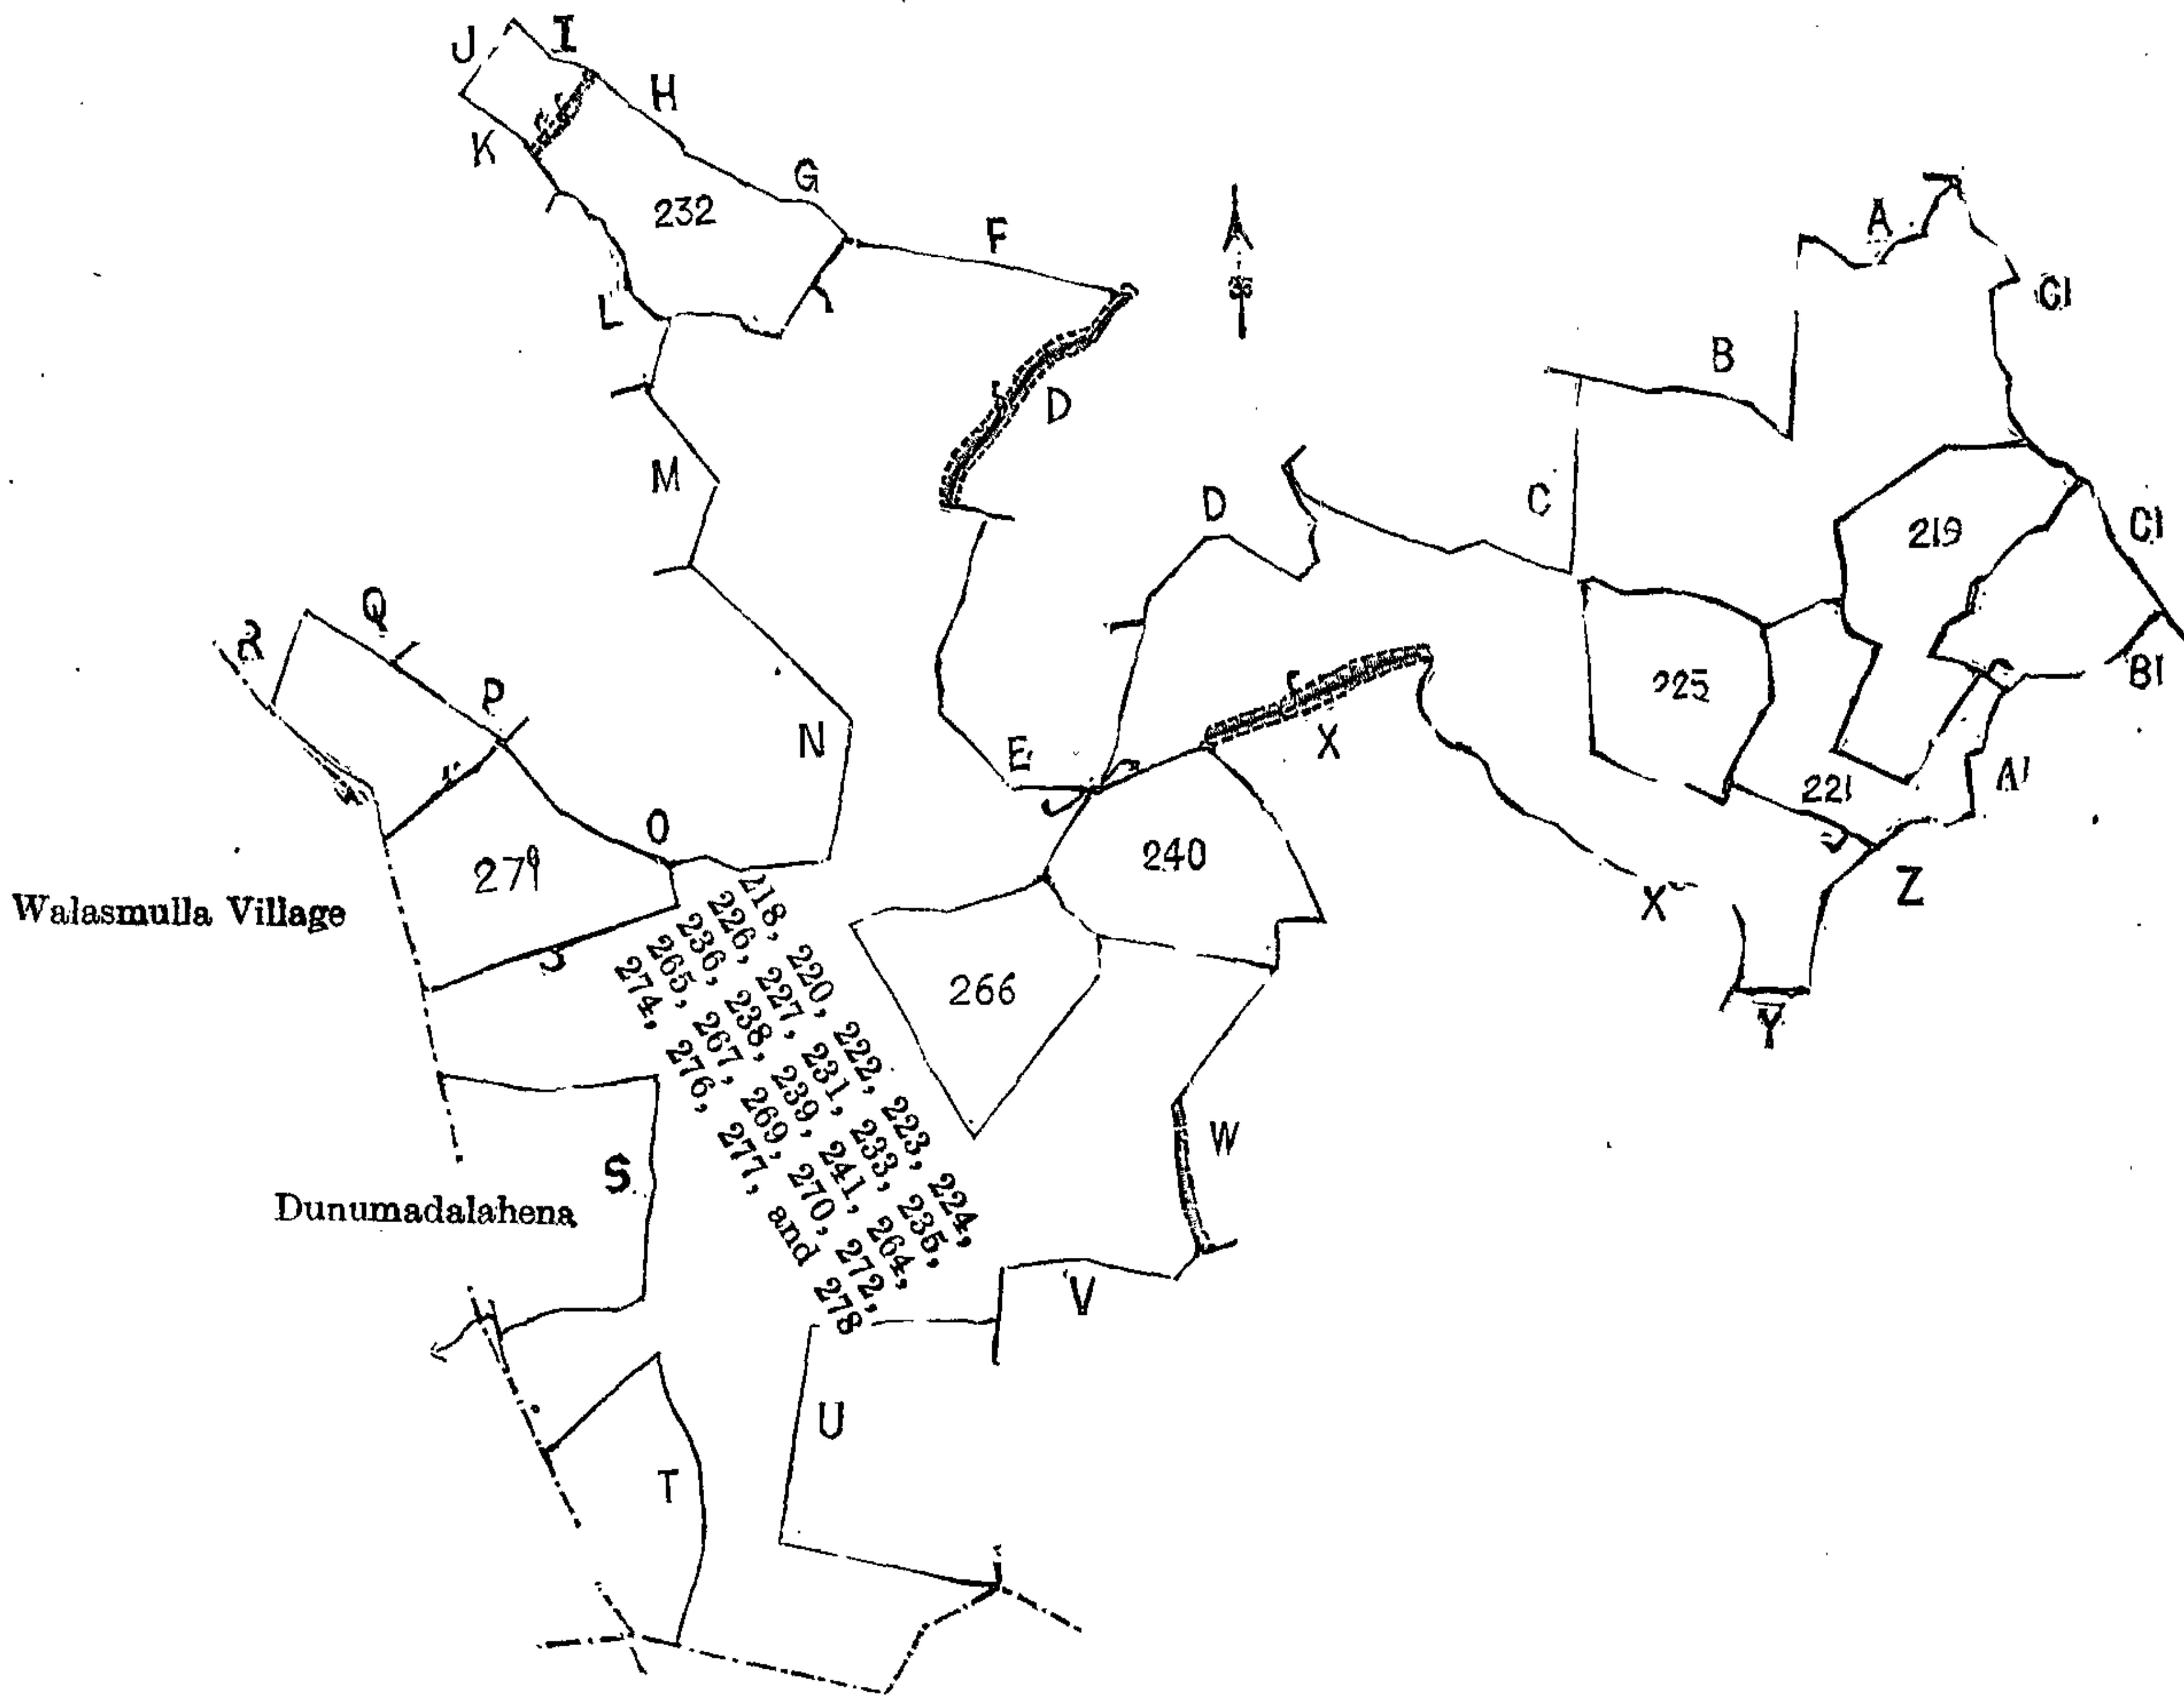 J
I
H
K
G
232
A
F
L
C1
B
D
M
C
D
219
C1
Q
R
P
225
B1
N
E
X
A1
221
O
240
Z
X
Walasmulla Village
266
Y
218, 220, 222, 223, 224,
226, 227, 231, 233, 235,
236, 238, 239, 241, 264,
265, 267, 269, 270, 272,
274, 276, 277, and 278
W
S
Dunumadalahena
V
U
T